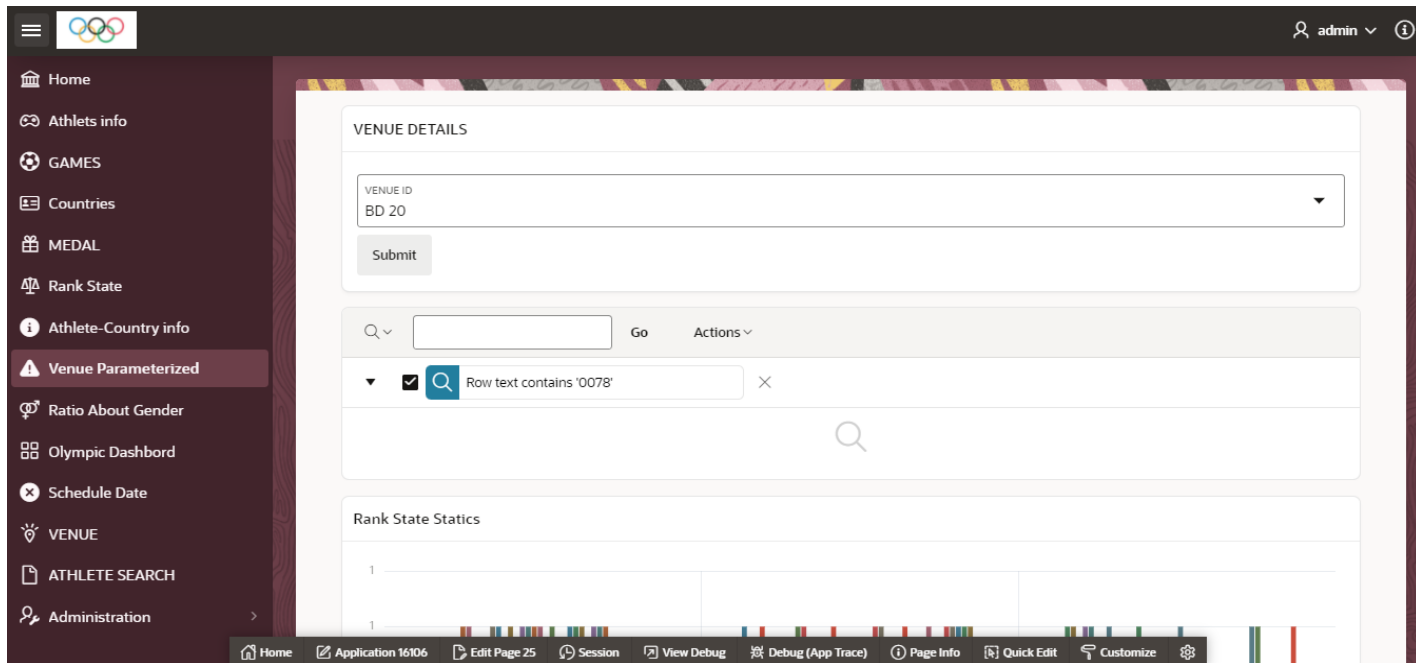 admin
Home
Athlets info
GAMES
Countries
MEDAL
Rank State
Athlete-Country info
Venue Parameterized
Ratio About Gender
Olympic Dashbord
Schedule Date
VENUE
ATHLETE SEARCH
Administration
VENUE DETAILS
VENUE ID
BD 20
Submit
Go Actions
Row text contains '0078'
Rank State Statics
1
1
Home Application 16106 Edit Page 25 Session View Debug Debug (App Trace) Page Info Quick Edit Customize